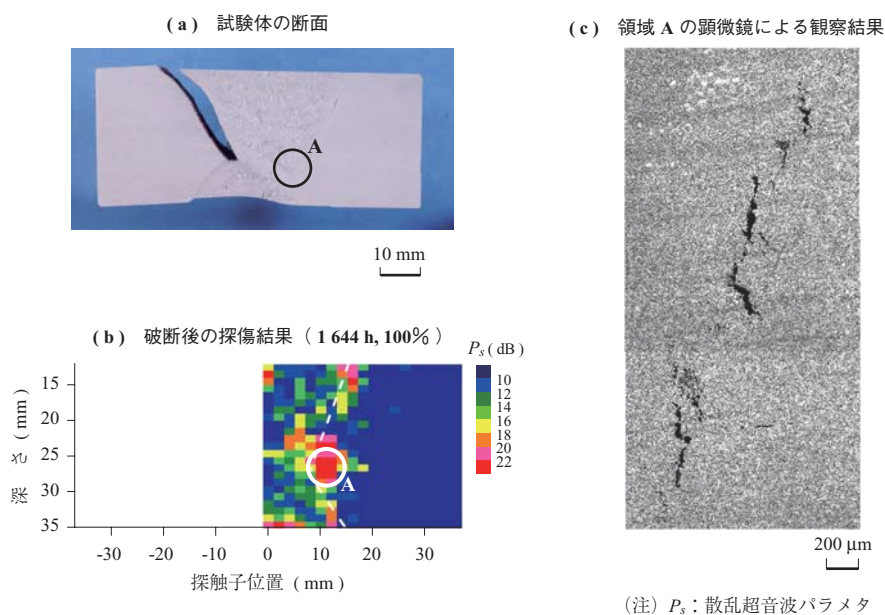 ( a ) 試験体の断面
A
10 mm
( b ) 破断後の探傷結果 ( 1 644 h, 100% )
Ps ( dB )
10
12
14
16
18
20
22
深 さ ( mm )
15
20
25
30
35
A
-30 -20 -10 0 10 20 30
探触子位置 ( mm )
( c ) 領域 A の顕微鏡による観察結果
200 μm
（注）Ps：散乱超音波パラメタ